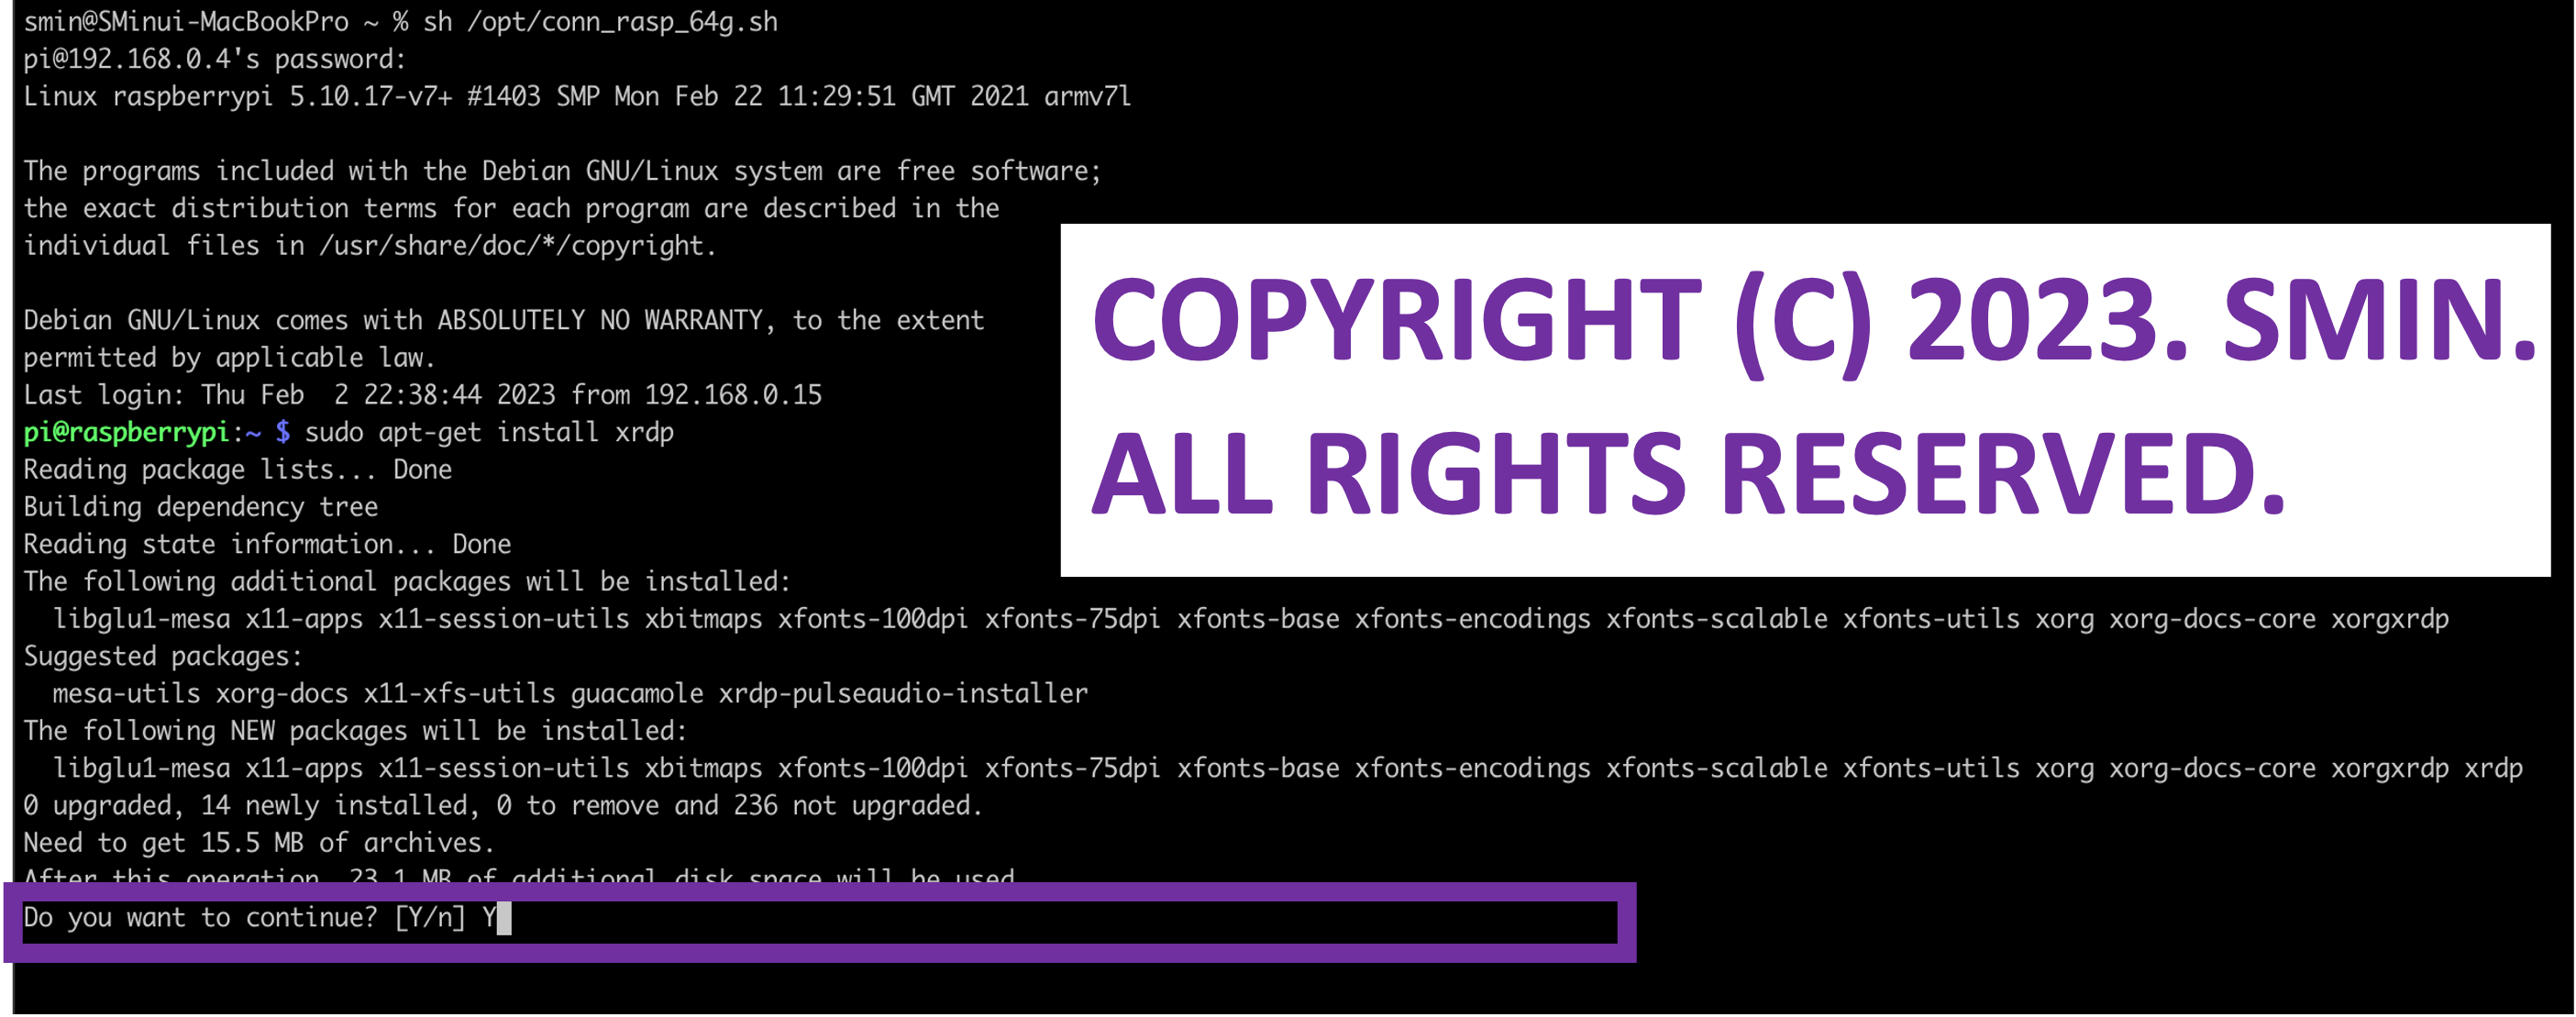 smin@SMinui-MacBookPro ~ % sh /opt/conn_rasp_64g.sh
pi@192.168.0.4's password:
Linux raspberrypi 5.10.17-v7+ #1403 SMP Mon Feb 22 11:29:51 GMT 2021 armv7l
The programs included with the Debian GNU/Linux system are free software;
the exact distribution terms for each program are described in the
individual files in /usr/share/doc/*/copyright.
Debian GNU/Linux comes with ABSOLUTELY NO WARRANTY, to the extent
permitted by applicable law.
Last login: Thu Feb  2 22:38:44 2023 from 192.168.0.15
pi@raspberrypi:~ $ sudo apt-get install xrdp
Reading package lists... Done
Building dependency tree
Reading state information... Done
COPYRIGHT (C) 2023. SMIN.
ALL RIGHTS RESERVED.
The following additional packages will be installed:
  libglu1-mesa x11-apps x11-session-utils xbitmaps xfonts-100dpi xfonts-75dpi xfonts-base xfonts-encodings xfonts-scalable xfonts-utils xorg xorg-docs-core xorgxrdp
Suggested packages:
  mesa-utils xorg-docs x11-xfs-utils guacamole xrdp-pulseaudio-installer
The following NEW packages will be installed:
  libglu1-mesa x11-apps x11-session-utils xbitmaps xfonts-100dpi xfonts-75dpi xfonts-base xfonts-encodings xfonts-scalable xfonts-utils xorg xorg-docs-core xorgxrdp xrdp
0 upgraded, 14 newly installed, 0 to remove and 236 not upgraded.
Need to get 15.5 MB of archives.
After this operation, 23.1 MB of additional disk space will be used.
Do you want to continue? [Y/n] Y